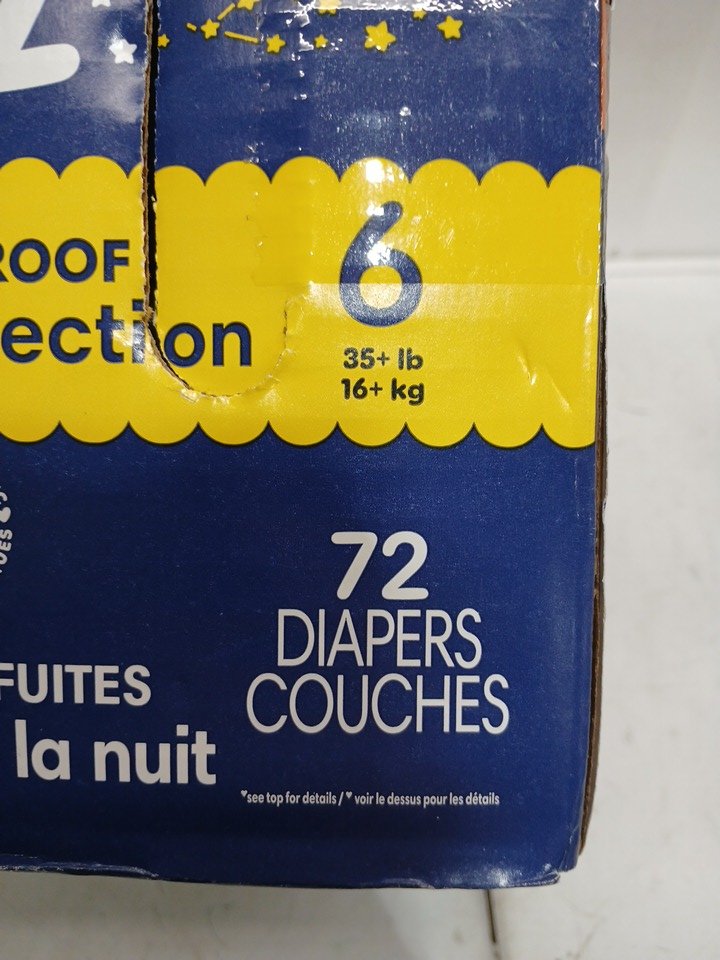 ROOF
ection
6
35+ lb
16+ kg
72
DIAPERS
COUCHES
FUITES
la nuit
♥see top for details / ♥ voir le dessus pour les détails